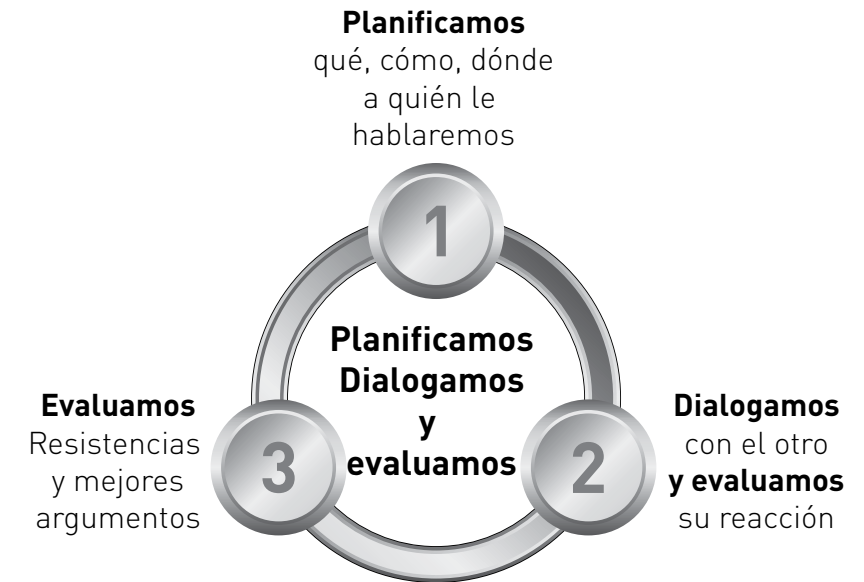 Planificamos
qué, cómo, dónde
a quién le
hablaremos
1
Planificamos
Dialogamos
y
evaluamos
Dialogamos
con el otro
y evaluamos
su reacción
2
Evaluamos
Resistencias
y mejores
argumentos
3